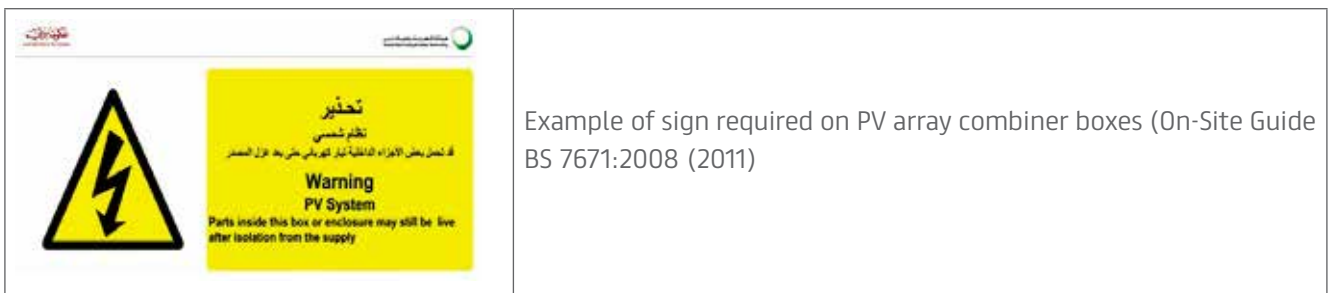 تحذير
نظام شمسي
قد تحمل بعض الاجزاء الداخلية تيار كهربائي حتى بعد عزل المصدر
Warning
PV System
Parts inside this box or enclosure may still be live
after isolation from the supply
Example of sign required on PV array combiner boxes (On-Site Guide
BS 7671:2008 (2011)